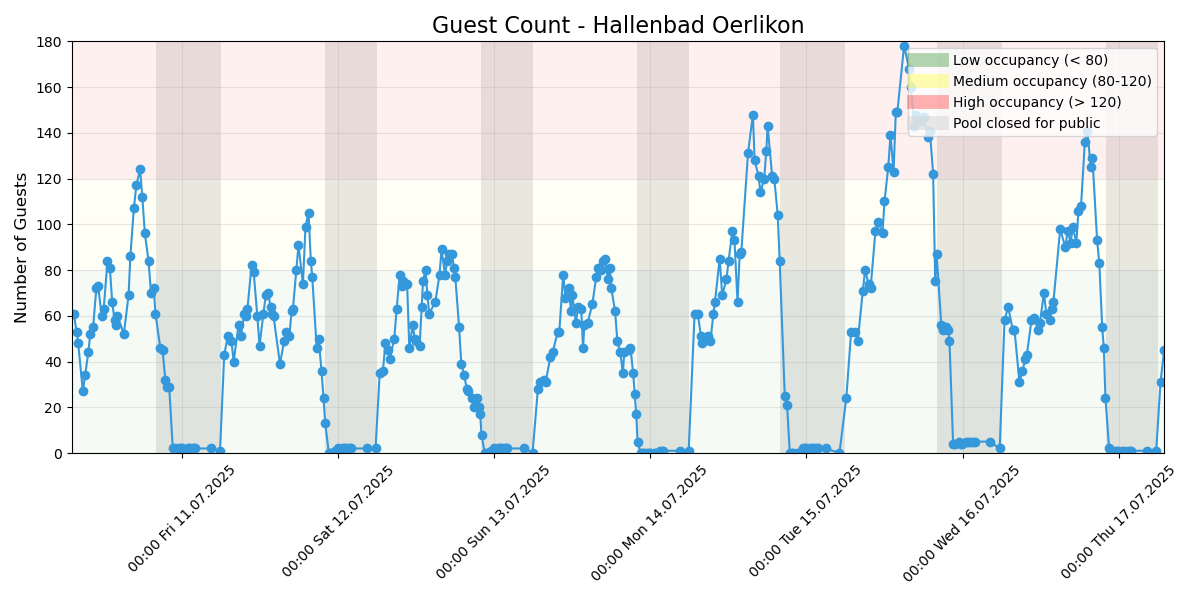 Guest Count - Hallenbad Oerlikon
Number of Guests
180
160
140
120
100
80
60
40
20
0
Low occupancy (< 80)
Medium occupancy (80-120)
High occupancy (> 120)
Pool closed for public
00:00 Fri 11.07.2025
00:00 Sat 12.07.2025
00:00 Sun 13.07.2025
00:00 Mon 14.07.2025
00:00 Tue 15.07.2025
00:00 Wed 16.07.2025
00:00 Thu 17.07.2025